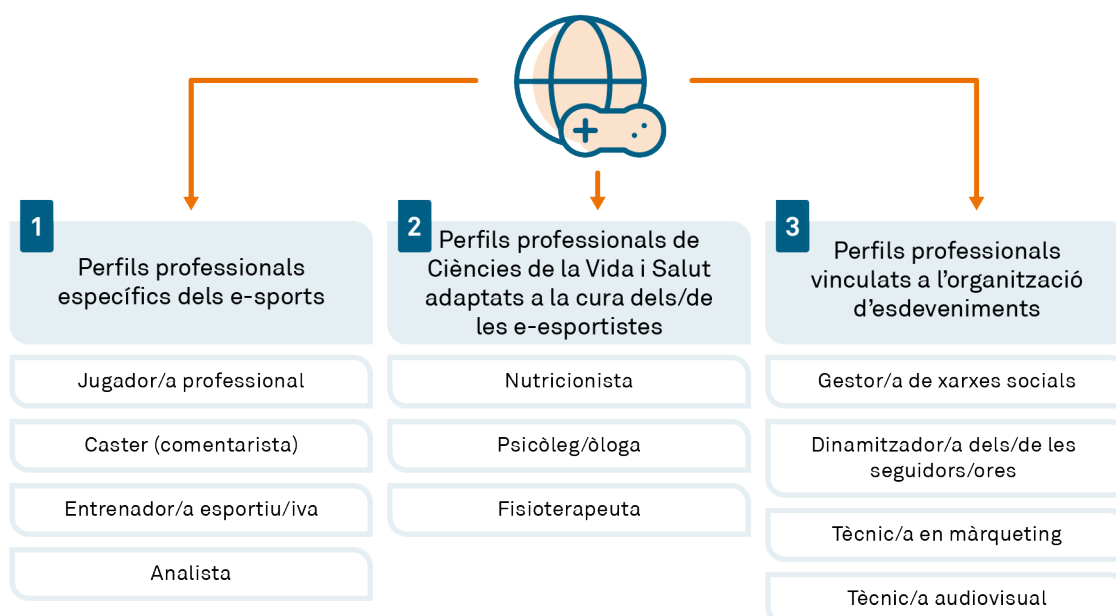 1
Perfils professionals
específics dels e-sports
Jugador/a professional
Caster (comentarista)
Entrenador/a esportiu/iva
Analista
2
Perfils professionals de
Ciències de la Vida i Salut
adaptats a la cura dels/de
les e-esportistes
Nutricionista
Psicòleg/òloga
Fisioterapeuta
3
Perfils professionals
vinculats a l’organització
d’esdeveniments
Gestor/a de xarxes socials
Dinamitzador/a dels/de les
seguidors/ores
Tècnic/a en màrqueting
Tècnic/a audiovisual